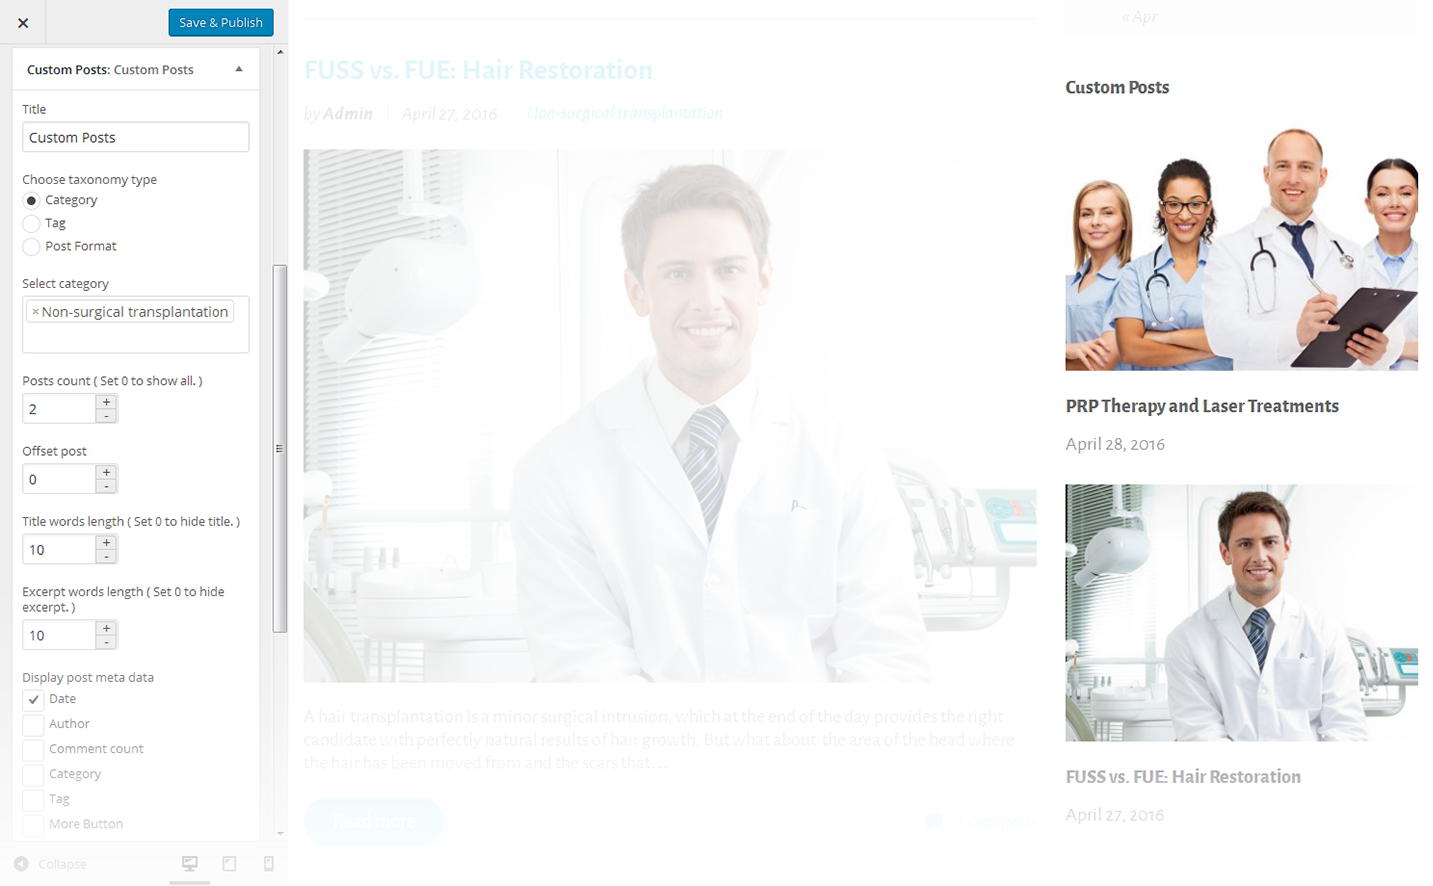 Save & Publish
Custom Posts: Custom Posts
Title
Custom Posts
Choose taxonomy type
Category
Tag
Post Format
Select category
×Non-surgical transplantation
Posts count ( Set 0 to show all. )
2
+
-
Offset post
0
+
-
Title words length ( Set 0 to hide title. )
10
+
-
Excerpt words length ( Set 0 to hide
excerpt. )
10
+
-
Display post meta data
Date
Author
Comment count
Category
Tag
More Button
Collapse
FUSS vs. FUE: Hair Restoration
by Admin
April 27, 2016
Non-surgical transplantation
A hair transplantation is a minor surgical intrusion, which at the end of the day provides the right
candidate with perfectly natural results of hair growth. But what about the area of the head where
the hair has been moved from and the scars that…
Read more
« Apr
Custom Posts
PRP Therapy and Laser Treatments
April 28, 2016
FUSS vs. FUE: Hair Restoration
April 27, 2016